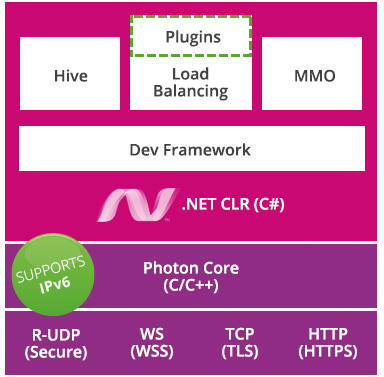 Plugins
Hive
Load
Balancing
MMO
Dev Framework
.NET CLR (C#)
SUPPORTS
IPv6
Photon Core
(C/C++)
R-UDP
(Secure)
WS
(WSS)
TCP
(TLS)
HTTP
(HTTPS)